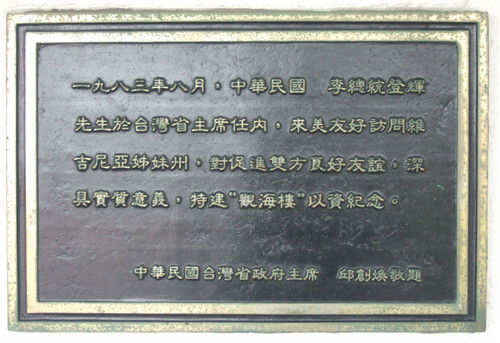 一九八三年八月，中華民國　李總統登輝
先生於台灣省主席任內，來美友好訪問維
吉尼亞姊妹州，對促進雙方良好友誼，深
具實質意義，特建"觀海樓"以資紀念。
中華民國台灣省政府主席　邱創煥敬題